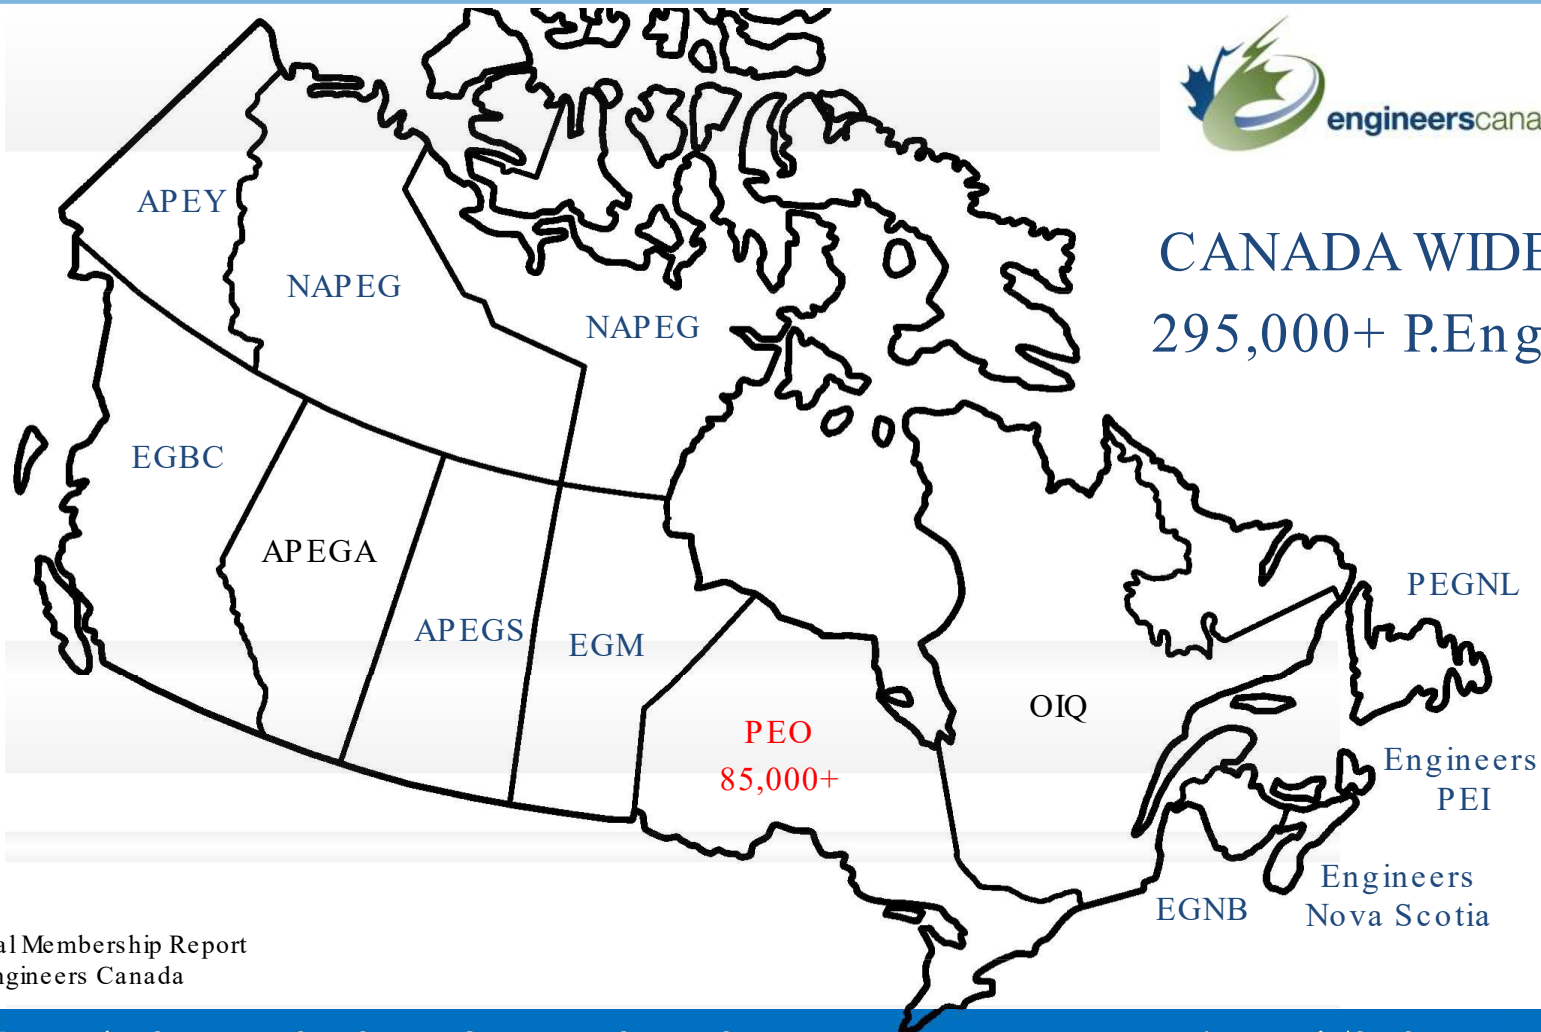 engineerscana
CANADA WIDE
295,000+ P.Eng
APEY
NAPEG
NAPEG
EGBC
APEGA
APEGS
EGM
PEO
85,000+
OIQ
PEGNL
Engineers
PEI
Engineers
Nova Scotia
EGNB
al Membership Report
ngineers Canada